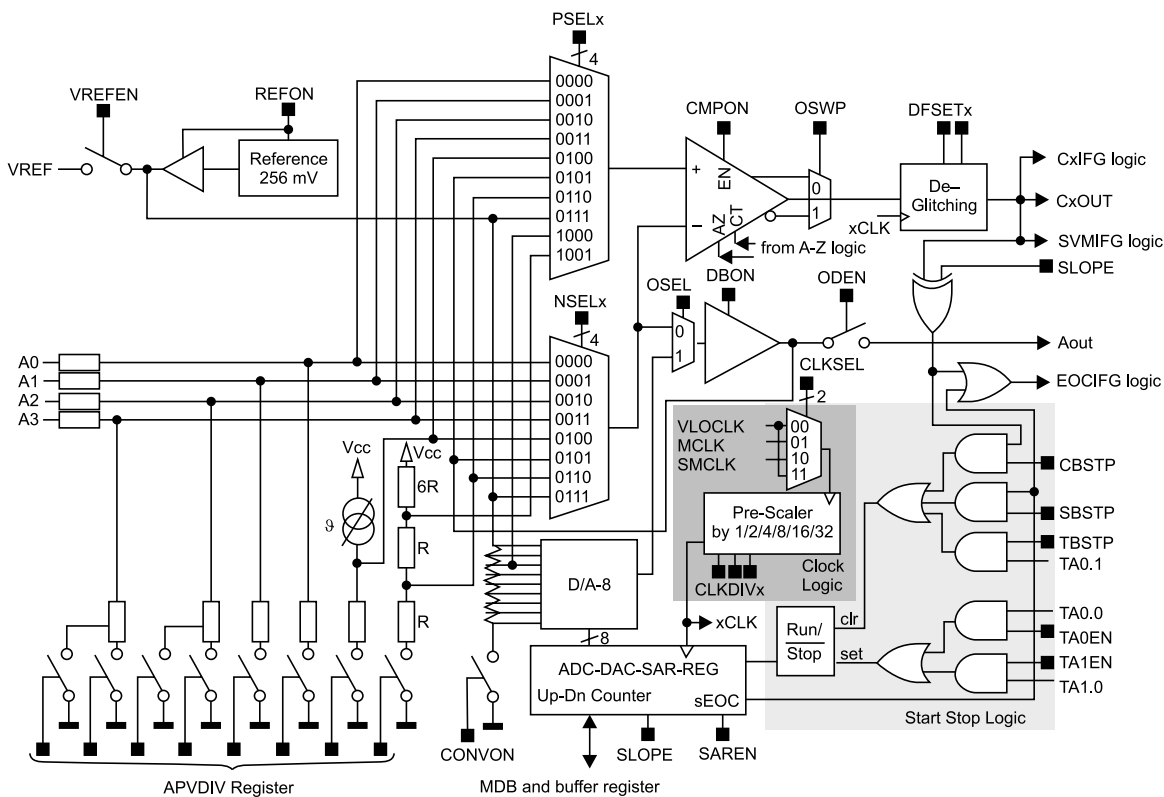 PSELx
4
0000
0001
0010
0011
0100
0101
0110
0111
1000
1001
VREFEN
REFON
VREF
Reference
256 mV
CMPON
OSWP
DFSETx
+
−
EN
AZ
CT
0
1
from A-Z logic
De–
Glitching
xCLK
CxIFG logic
CxOUT
SVMIFG logic
SLOPE
NSELx
4
0000
0001
0010
0011
0100
0101
0110
0111
OSEL
0
1
DBON
ODEN
Aout
EOCIFG logic
A0
A1
A2
A3
CLKSEL
2
VLOCLK
MCLK
SMCLK
00
01
10
11
Pre-Scaler
by 1/2/4/8/16/32
CLKDIVx
Clock
Logic
CBSTP
SBSTP
TBSTP
TA0.1
Vcc
Vcc
ϑ
6R
R
R
D/A-8
8
xCLK
Run/
Stop
clr
set
TA0.0
TA0EN
TA1EN
TA1.0
Start Stop Logic
ADC-DAC-SAR-REG
Up-Dn Counter
sEOC
CONVON
SLOPE
SAREN
APVDIV Register
MDB and buffer register